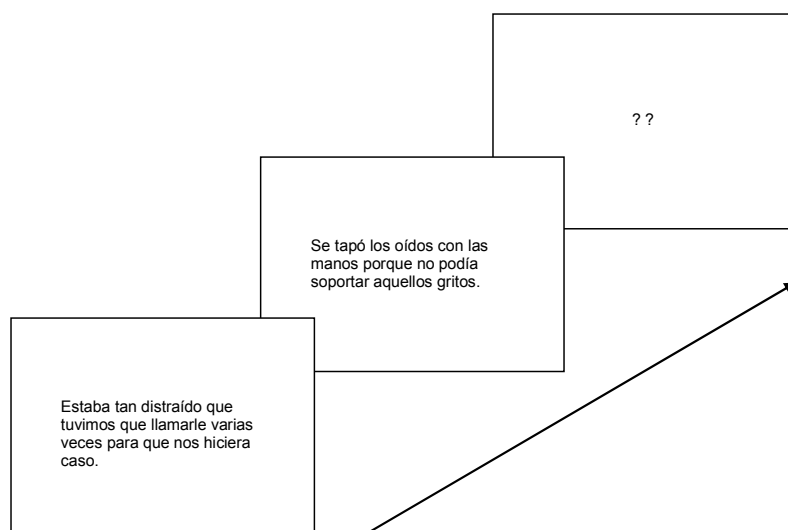 Estaba tan distraído que
tuvimos que llamarle varias
veces para que nos hiciera
caso.
Se tapó los oídos con las
manos porque no podía
soportar aquellos gritos.
? ?